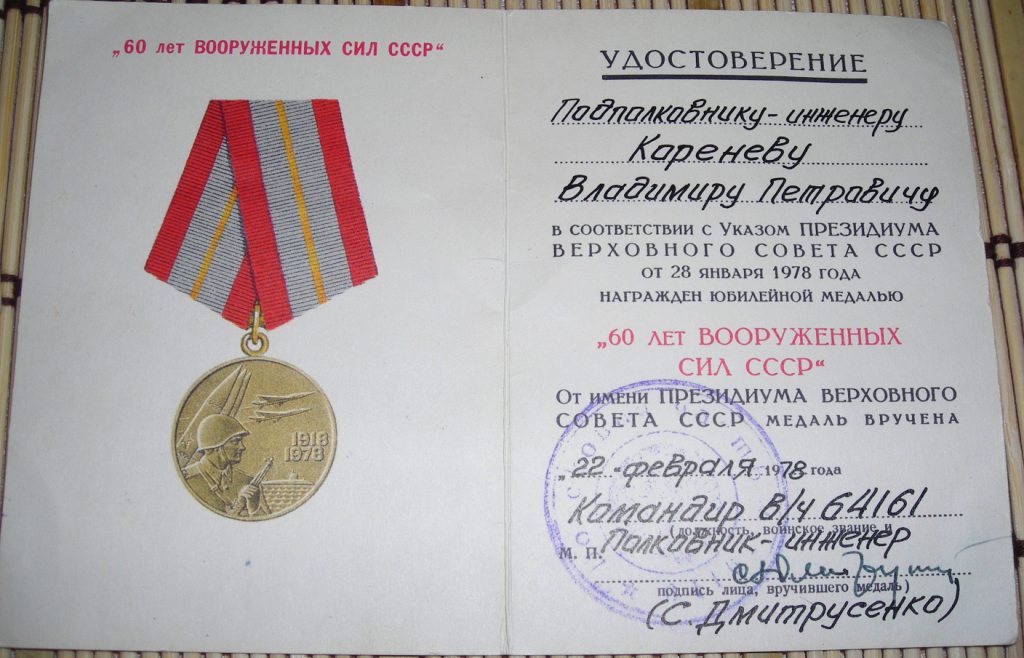 „60 лет ВООРУЖЕННЫХ СИЛ СССР“
1918
1978
УДОСТОВЕРЕНИЕ
Подполковнику-инженеру
Кореневу
Владимиру Петровичу
В СООТВЕТСТВИИ С УКАЗОМ ПРЕЗИДИУМА
ВЕРХОВНОГО СОВЕТА СССР
ОТ 28 ЯНВАРЯ 1978 ГОДА
НАГРАЖДЕН ЮБИЛЕЙНОЙ МЕДАЛЬЮ
„60 ЛЕТ ВООРУЖЕННЫХ
СИЛ СССР“
ОТ ИМЕНИ ПРЕЗИДИУМА ВЕРХОВНОГО
СОВЕТА СССР МЕДАЛЬ ВРУЧЕНА
„22-февраля 1978 года
Командир в/ч 64161
(должность, воинское звание и
М. П. Полковник-инженер
подпись лица, вручившего медаль)
(С. Дмитрусенко)